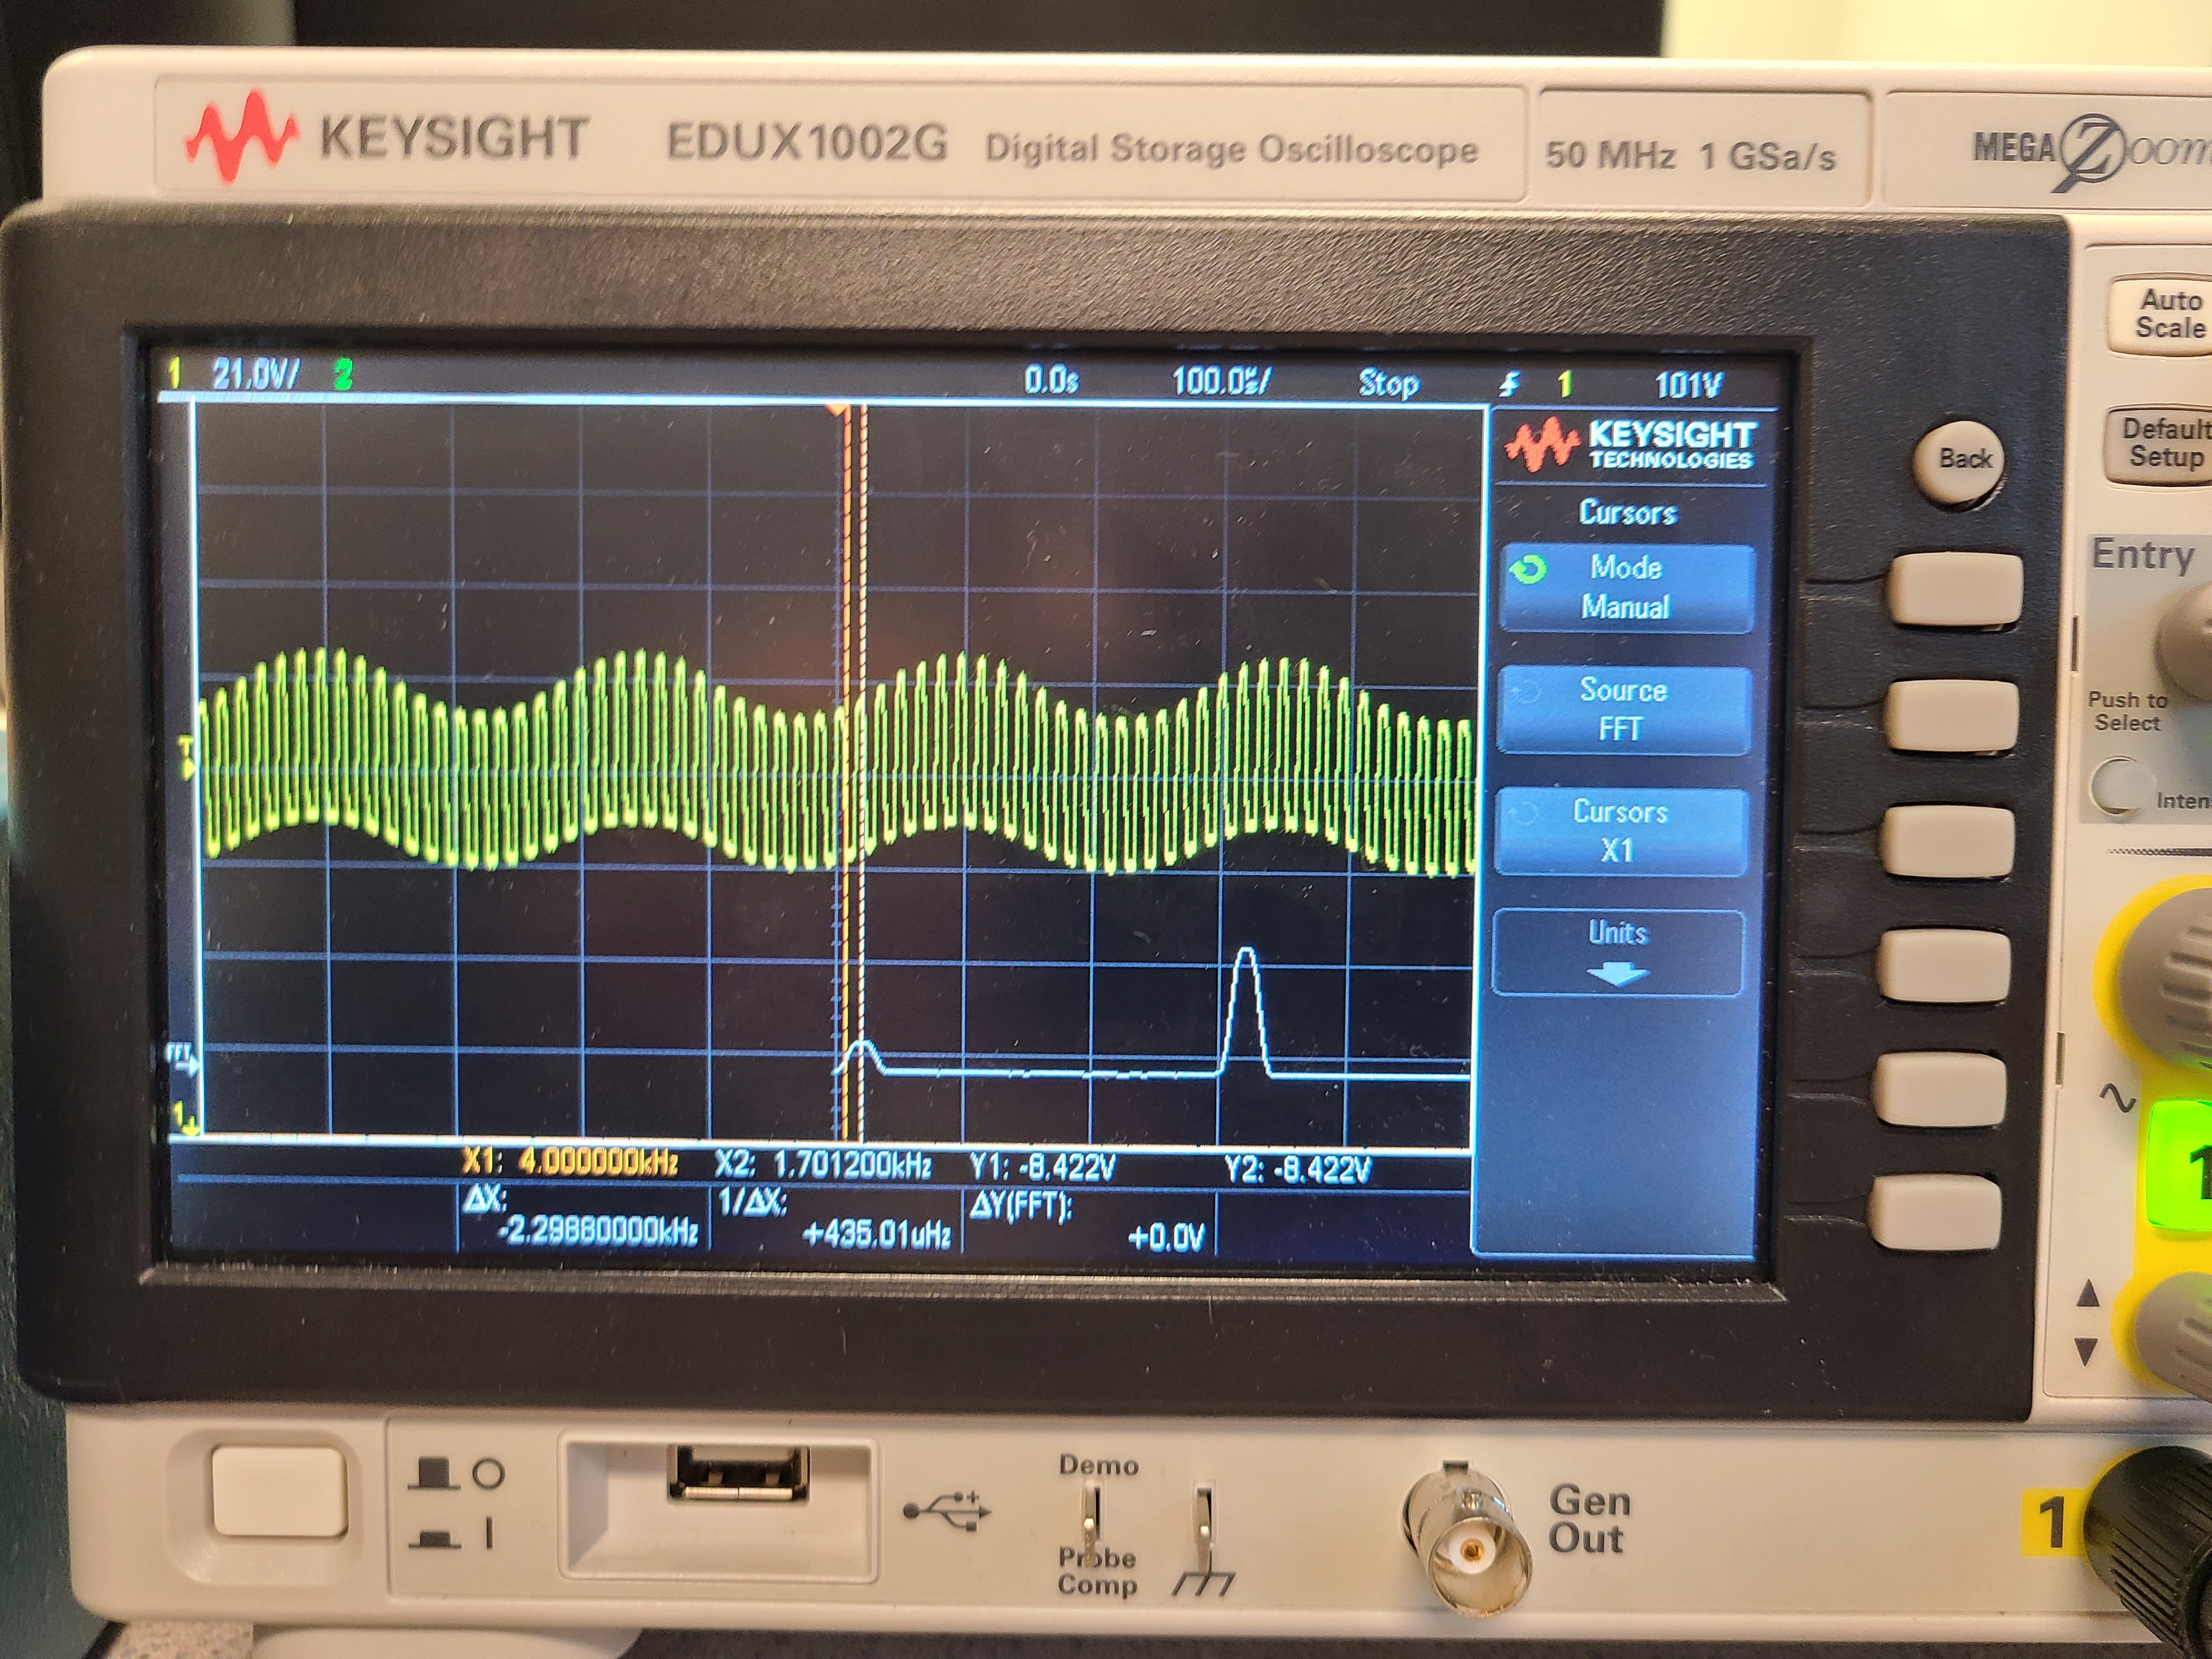 KEYSIGHT EDUX1002G Digital Storage Oscilloscope 50 MHz 1 GSa/s MEGA Zoom
1 21.0V/ 2 0.0s 100.0us/ Stop 1 101V
KEYSIGHT
TECHNOLOGIES
Cursors
Mode
Manual
Source
FFT
Cursors
X1
Units
T
FFT
1
X1: 4.000000kHz X2: 1.701200kHz Y1: -8.422V Y2: -8.422V
ΔX: 1/ΔX: ΔY(FFT):
-2.29880000kHz +435.01uHz +0.0V
Auto
Scale
Default
Setup
Back
Entry
Push to
Select
Inten
1
Demo
Probe
Comp
Gen
Out
1